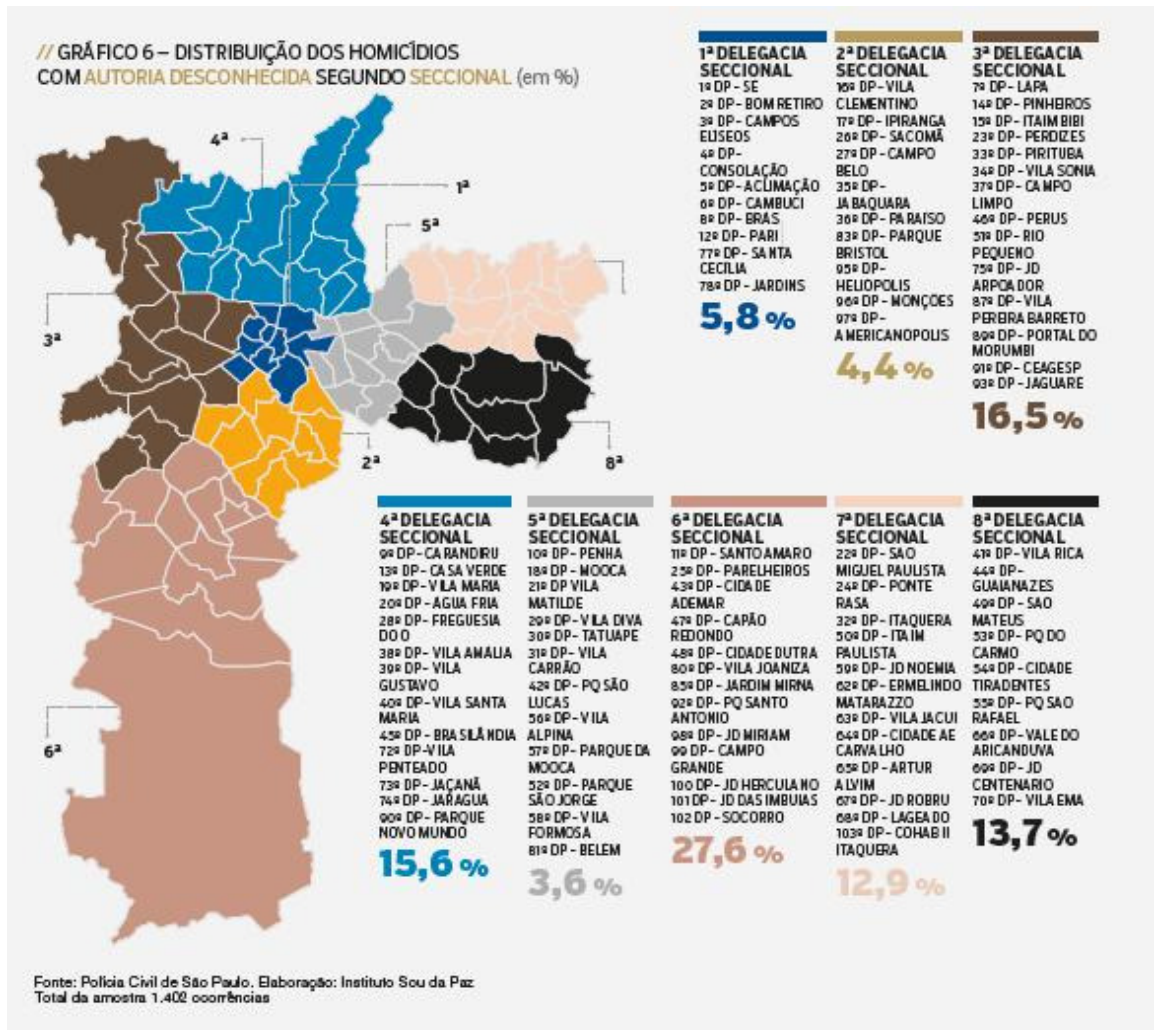 // GRÁFICO 6 – DISTRIBUIÇÃO DOS HOMICÍDIOS
COM AUTORIA DESCONHECIDA SEGUNDO SECCIONAL (em %)
4ª
1ª
5ª
3ª
2ª
8ª
6ª
1ª DELEGACIA
SECCIONAL
1º DP - SÉ
2º DP - BOM RETIRO
3º DP - CAMPOS
ELISEOS
4º DP -
CONSOLAÇÃO
5º DP - ACLIMAÇÃO
6º DP - CAMBUCI
8º DP - BRAS
12º DP - PARI
77º DP - SANTA
CECÍLIA
78º DP - JARDINS
5,8 %
2ª DELEGACIA
SECCIONAL
16º DP - VILA
CLEMENTINO
17º DP - IPIRANGA
26º DP - SACOMÃ
27º DP - CAMPO
BELO
35º DP -
JABAQUARA
36º DP - PARAÍSO
83º DP - PARQUE
BRISTOL
95º DP -
HELIOPOLIS
96º DP - MONÇÕES
97º DP -
AMERICANÓPOLIS
4,4 %
3ª DELEGACIA
SECCIONAL
7º DP - LAPA
14º DP - PINHEIROS
15º DP - ITAIM BIBI
23º DP - PERDIZES
33º DP - PIRITUBA
34º DP - VILA SONIA
37º DP - CAMPO
LIMPO
46º DP - PERUS
51º DP - RIO
PEQUENO
75º DP - JD
ARPOADOR
87º DP - VILA
PEREIRA BARRETO
89º DP - PORTAL DO
MORUMBI
91º DP - CEAGESP
93º DP - JAGUARE
16,5 %
4ª DELEGACIA
SECCIONAL
9º DP - CARANDIRU
13º DP - CASA VERDE
19º DP - VILA MARIA
20º DP - AGUA FRIA
28º DP - FREGUESIA
DO O
38º DP - VILA AMÁLIA
39º DP - VILA
GUSTAVO
40º DP - VILA SANTA
MARIA
45º DP - BRASILÂNDIA
72º DP - VILA
PENTEADO
73º DP - JAÇANÃ
74º DP - JARAGUA
90º DP - PARQUE
NOVO MUNDO
15,6 %
5ª DELEGACIA
SECCIONAL
10º DP - PENHA
18º DP - MOOCA
21º DP VILA
MATILDE
29º DP - VILA DIVA
30º DP - TATUAPE
31º DP - VILA
CARRÃO
42º DP - PQ SÃO
LUCAS
56º DP - VILA
ALPINA
57º DP - PARQUE DA
MOOCA
52º DP - PARQUE
SÃO JORGE
58º DP - VILA
FORMOSA
81º DP - BELEM
3,6 %
6ª DELEGACIA
SECCIONAL
11º DP - SANTO AMARO
25º DP - PARELHEIROS
43º DP - CIDADE
ADEMAR
47º DP - CAPÃO
REDONDO
48º DP - CIDADE DUTRA
80º DP - VILA JOANIZA
85º DP - JARDIM MIRNA
92º DP - PQ SANTO
ANTONIO
98º DP - JD MIRIAM
99 DP - CAMPO
GRANDE
100 DP - JD HERCULANO
101 DP - JD DAS IMBUIAS
102 DP - SOCORRO
27,6 %
7ª DELEGACIA
SECCIONAL
22º DP - SAO
MIGUEL PAULISTA
24º DP - PONTE
RASA
32º DP - ITAQUERA
50º DP - ITAIM
PAULISTA
59º DP - JD NOEMIA
62º DP - ERMELINDO
MATARAZZO
63º DP - VILA JACUI
64º DP - CIDADE AE
CARVALHO
65º DP - ARTUR
ALVIM
67º DP - JD ROBRU
68º DP - LAGEADO
103º DP - COHAB II
ITAQUERA
12,9 %
8ª DELEGACIA
SECCIONAL
41º DP - VILA RICA
44º DP -
GUAIANAZES
49º DP - SAO
MATEUS
53º DP - PQ DO
CARMO
54º DP - CIDADE
TIRADENTES
55º DP - PQ SAO
RAFAEL
66º DP - VALE DO
ARICANDUVA
69º DP - JD
CENTENARIO
70º DP - VILA EMA
13,7 %
Fonte: Polícia Civil de São Paulo. Elaboração: Instituto Sou da Paz
Total da amostra 1.402 ocorrências